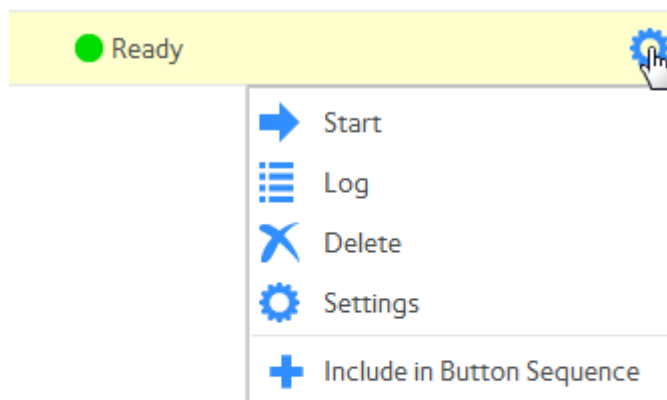 Ready
Start
Log
Delete
Settings
Include in Button Sequence